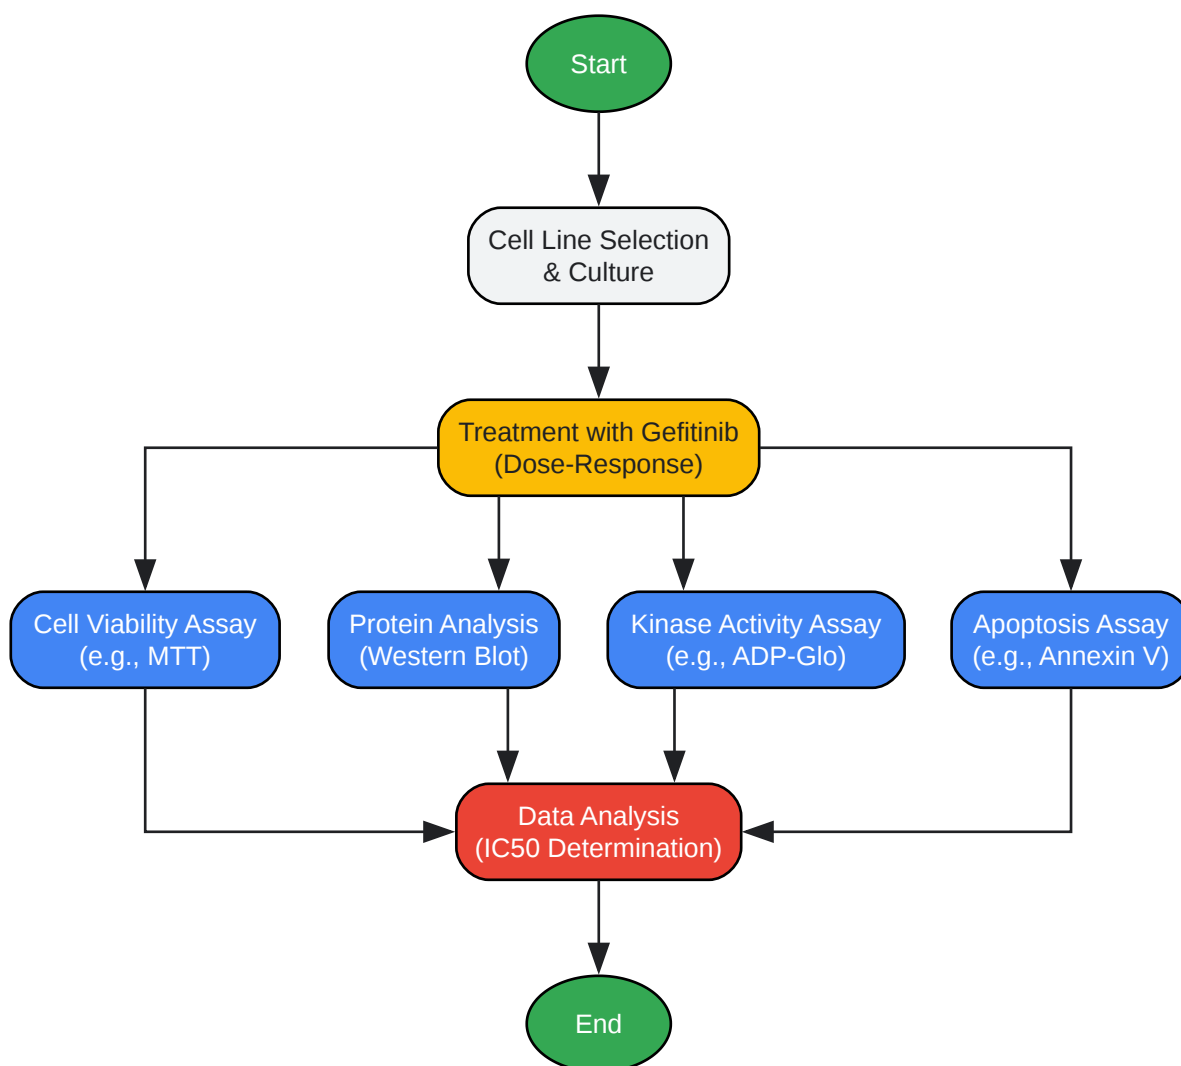 Start
Cell Line Selection
& Culture
Treatment with Gefitinib
(Dose-Response)
Cell Viability Assay
(e.g., MTT)
Protein Analysis
(Western Blot)
Kinase Activity Assay
(e.g., ADP-Glo)
Apoptosis Assay
(e.g., Annexin V)
Data Analysis
(IC50 Determination)
End